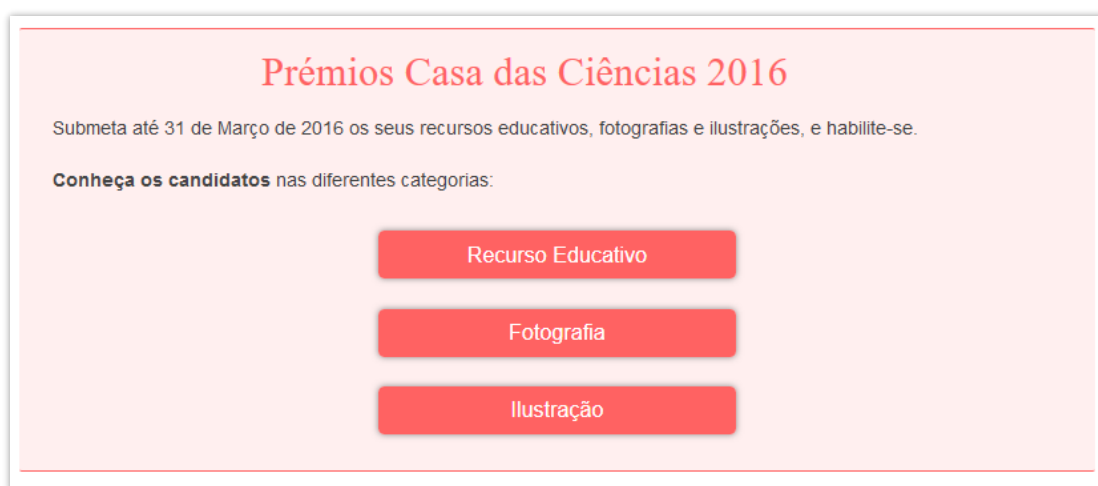 Prémios Casa das Ciências 2016
Submeta até 31 de Março de 2016 os seus recursos educativos, fotografias e ilustrações, e habilite-se.
Conheça os candidatos nas diferentes categorias:
Recurso Educativo
Fotografia
Ilustração